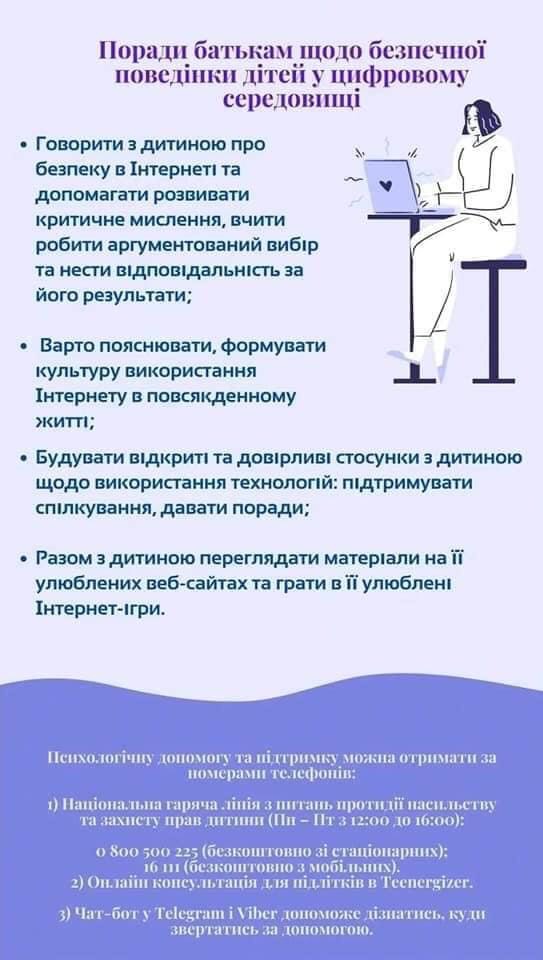 Поради батькам щодо безпечної
поведінки дітей у цифровому
середовищі
• Говорити з дитиною про
безпеку в Інтернеті та
допомагати розвивати
критичне мислення, вчити
робити аргументований вибір
та нести відповідальність за
його результати;
• Варто пояснювати, формувати
культуру використання
Інтернету в повсякденному
житті;
• Будувати відкриті та довірливі стосунки з дитиною
щодо використання технологій: підтримувати
спілкування, давати поради;
• Разом з дитиною переглядати матеріали на її
улюблених веб-сайтах та грати в її улюблені
Інтернет-ігри.
Психологічну допомогу та підтримку можна отримати за
номерами телефонів:
1) Національна гаряча лінія з питань протидії насильству
та захисту прав дитини (Пн – Пт з 12:00 до 16:00):
0 800 500 225 (безкоштовно зі стаціонарних);
16 111 (безкоштовно з мобільних).
2) Онлайн консультація для підлітків в Teenergizer.
3) Чат-бот у Telegram і Viber допоможе дізнатись, куди
звертатись за допомогою.